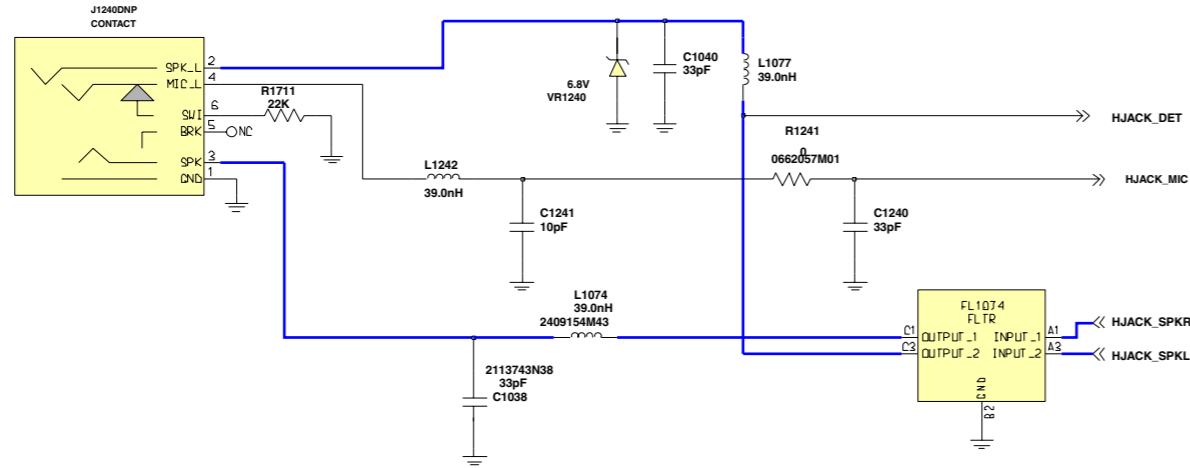 J1240DNP
CONTACT
SPK_L
2
MIC_L
4
SWI
6
BRK
5
NC
SPK
3
GND
1
R1711
22K
6.8V
VR1240
C1040
33pF
L1077
39.0nH
HJACK_DET
R1241
0
0662057M01
L1242
39.0nH
HJACK_MIC
C1241
10pF
C1240
33pF
L1074
39.0nH
2409154M43
2113743N38
33pF
C1038
FL1074
FLTR
C1
OUTPUT_1
INPUT_1
A1
HJACK_SPKR
C3
OUTPUT_2
INPUT_2
A3
HJACK_SPKL
GND
B2